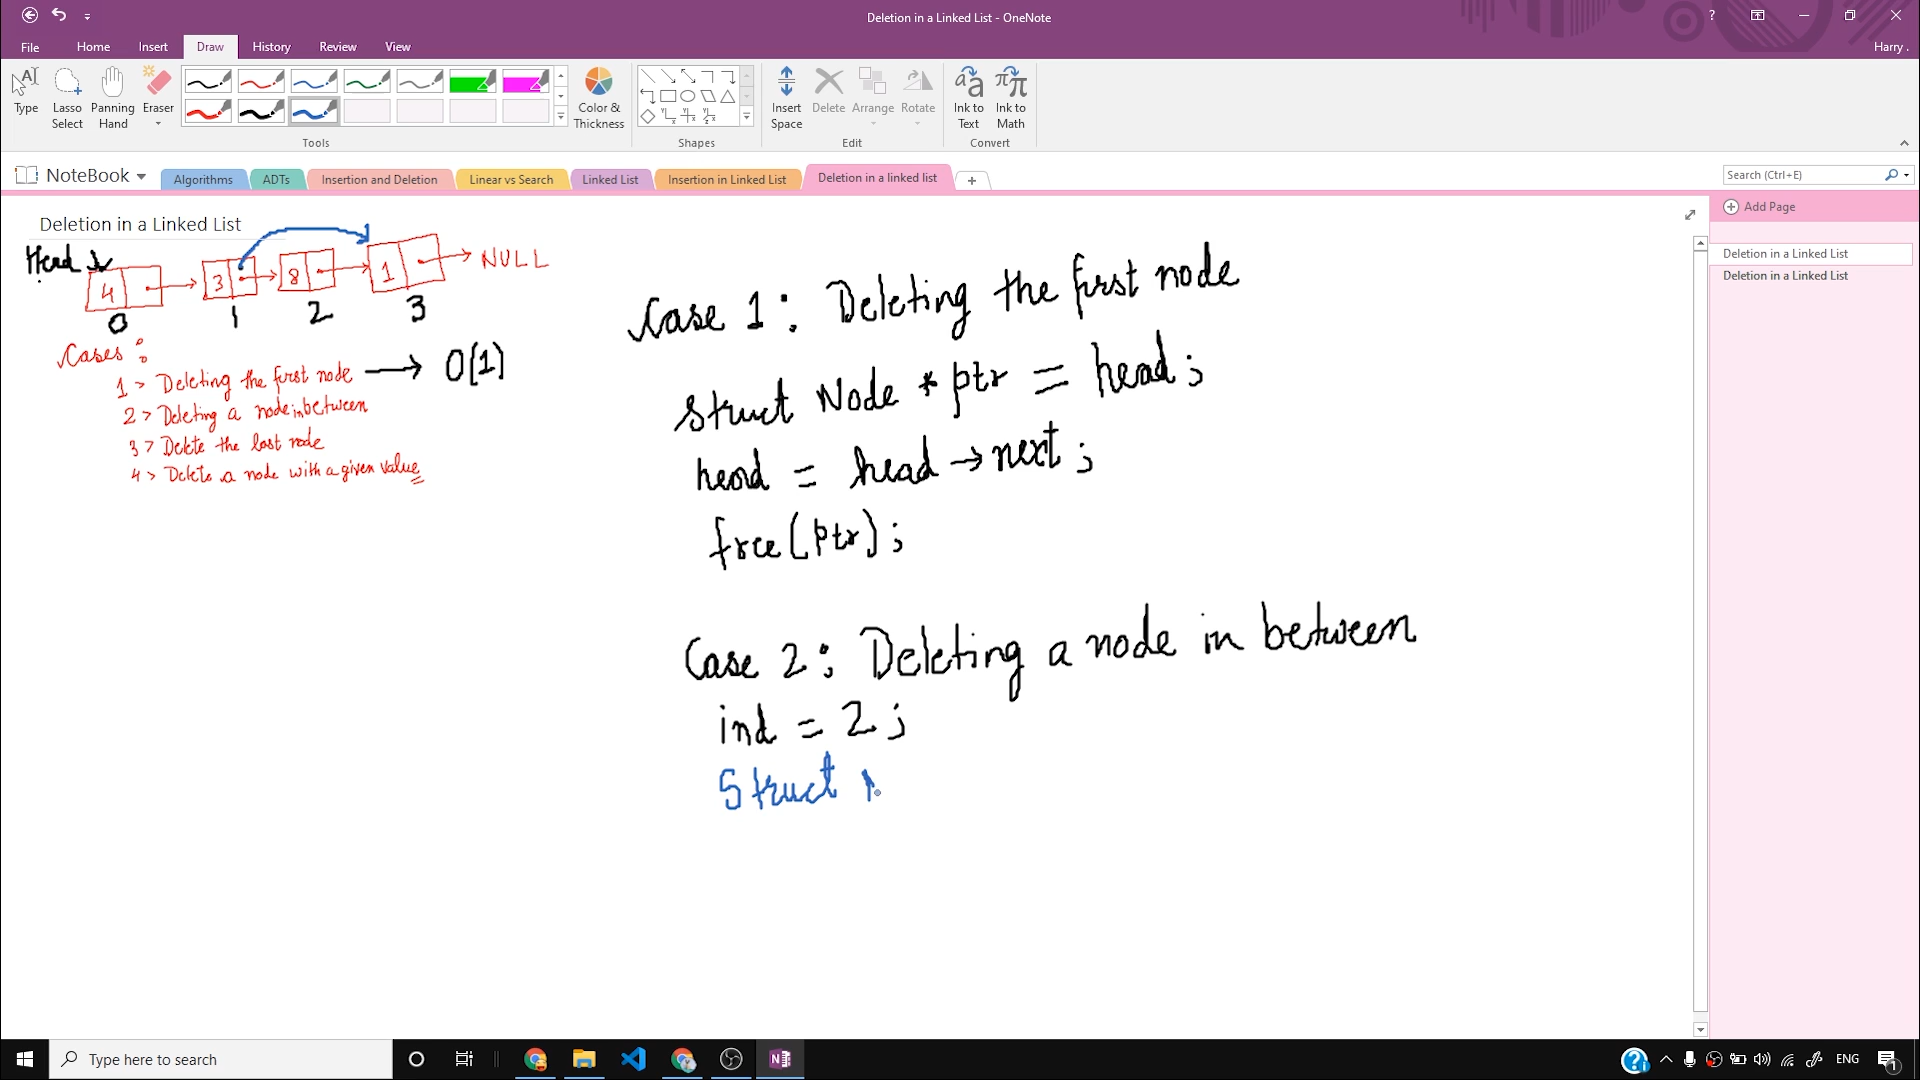 Deletion in a Linked List - OneNote
File Home Insert Draw History Review View
Harry .
Type
Lasso Select
Panning Hand
Eraser
Color & Thickness
Insert Space
Delete
Arrange
Rotate
Ink to Text
Ink to Math
Tools
Shapes
Edit
Convert
NoteBook
Algorithms ADTs Insertion and Deletion Linear vs Search Linked List Insertion in Linked List Deletion in a linked list
Search (Ctrl+E)
Add Page
Deletion in a Linked List
Deletion in a Linked List
Deletion in a Linked List
Head
4 → 3 → 8 → 1 → NULL
0 1 2 3
Cases :
1 > Deleting the first node → O(1)
2 > Deleting a node in between
3 > Delete the last node
4 > Delete a node with a given value
Case 1 : Deleting the first node
struct Node * ptr = head ;
head = head → next ;
free(ptr) ;
Case 2 : Deleting a node in between
ind = 2 ;
Struct
Type here to search
ENG
1